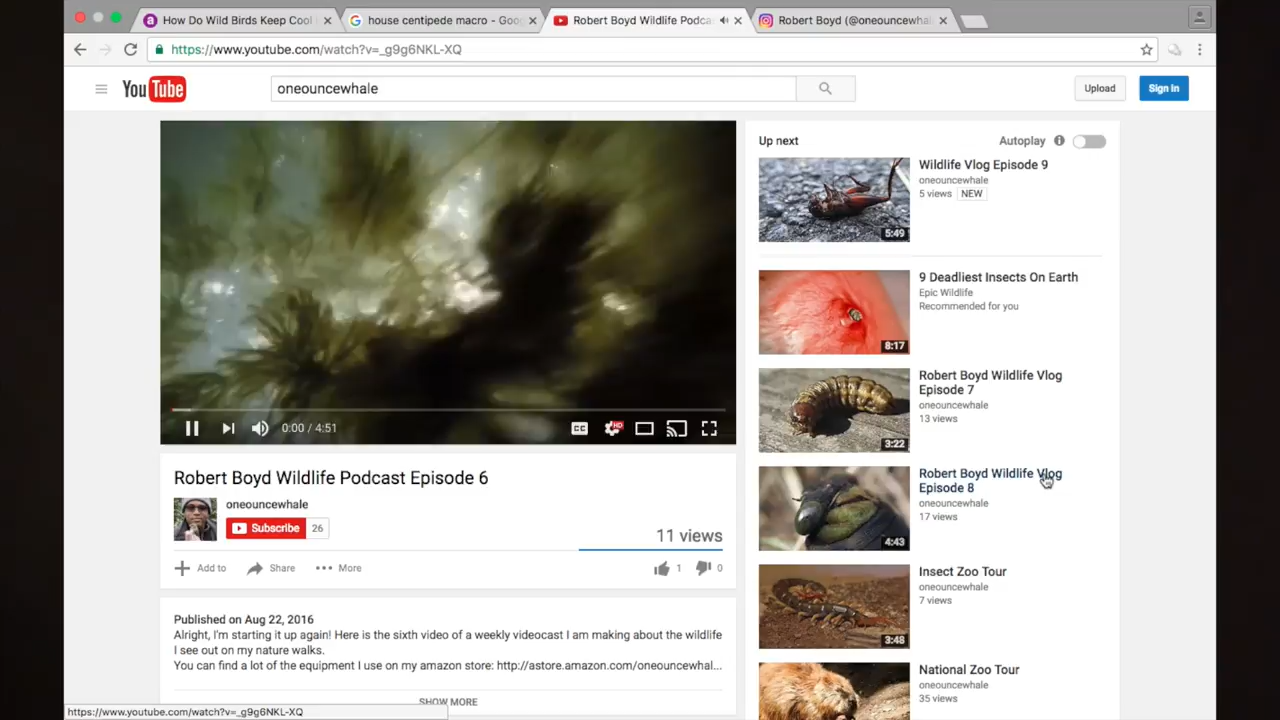 How Do Wild Birds Keep Cool
house centipede macro - Goo
Robert Boyd Wildlife Podca
Robert Boyd (@oneouncewhal
https://www.youtube.com/watch?v=_g9g6NKL-XQ
YouTube
oneouncewhale
Upload
Sign in
0:00 / 4:51
CC
HD
Robert Boyd Wildlife Podcast Episode 6
oneouncewhale
Subscribe 26
11 views
Add to
Share
More
1
0
Published on Aug 22, 2016
Alright, I'm starting it up again! Here is the sixth video of a weekly videocast I am making about the wildlife
I see out on my nature walks.
You can find a lot of the equipment I use on my amazon store: http://astore.amazon.com/oneouncewhal...
SHOW MORE
Up next
Autoplay
Wildlife Vlog Episode 9
oneouncewhale
5 views NEW
5:49
9 Deadliest Insects On Earth
Epic Wildlife
Recommended for you
8:17
Robert Boyd Wildlife Vlog
Episode 7
oneouncewhale
13 views
3:22
Robert Boyd Wildlife Vlog
Episode 8
oneouncewhale
17 views
4:43
Insect Zoo Tour
oneouncewhale
7 views
3:48
National Zoo Tour
oneouncewhale
35 views
https://www.youtube.com/watch?v=_g9g6NKL-XQ